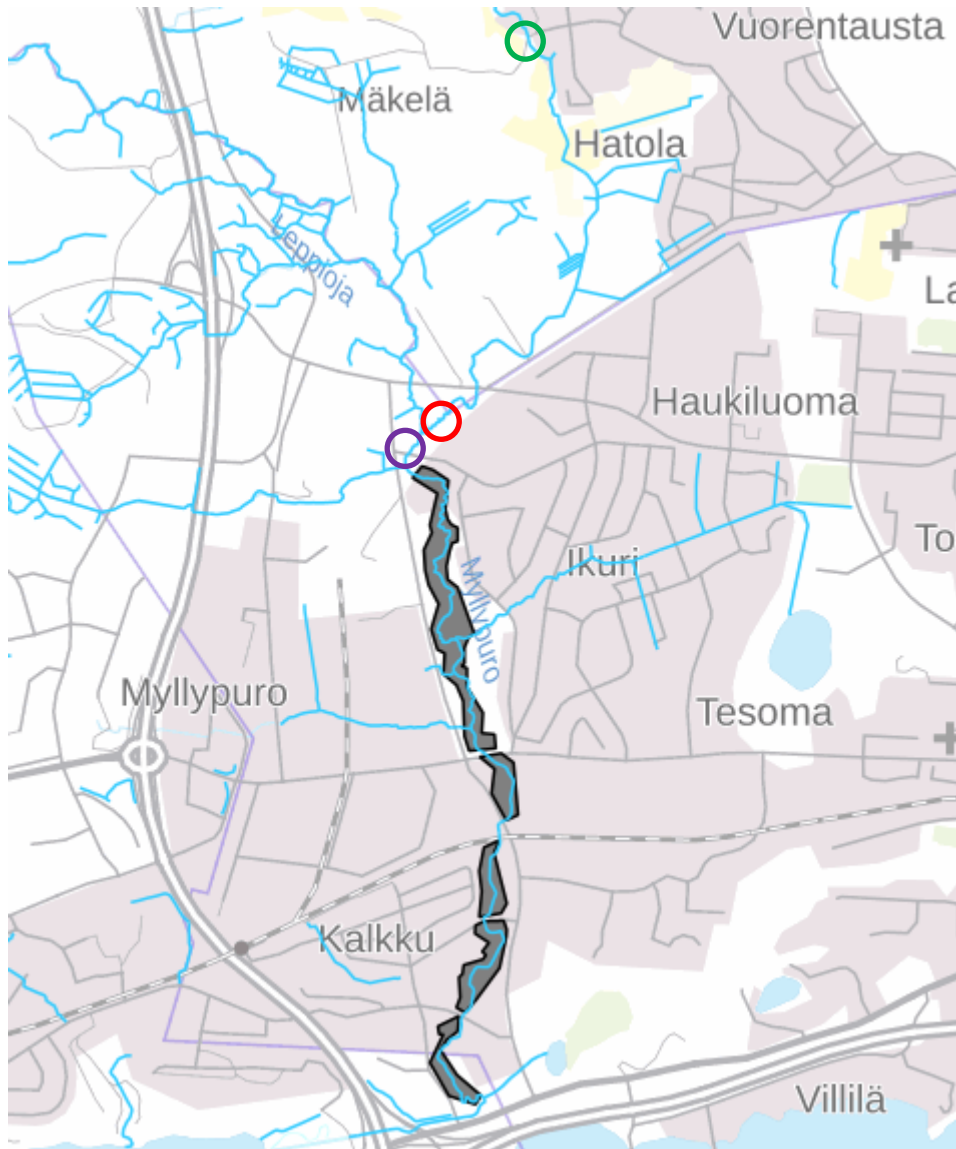 Vuorentausta
Mäkelä
Hatola
Leppioja
La
Haukiluoma
To
Ikuri
Myllypuro
Myllypuro
Tesoma
Kalkku
Villilä